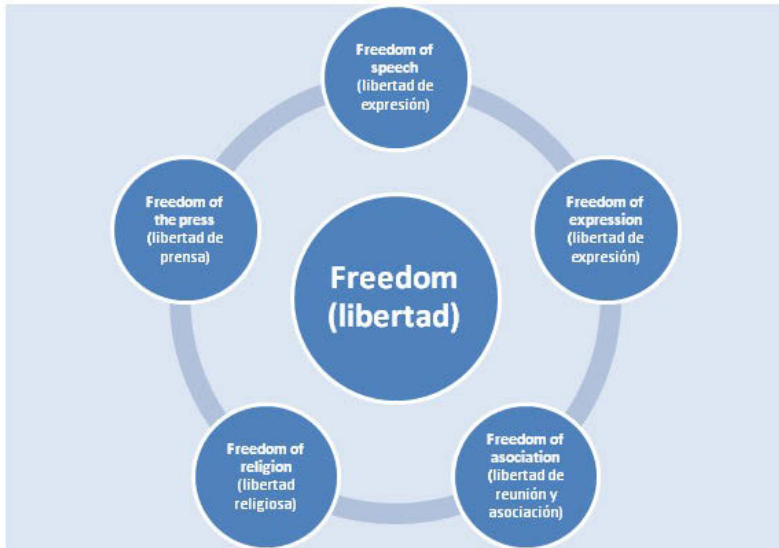 Freedom of
speech
(libertad de
expresión)
Freedom of
the press
(libertad de
prensa)
Freedom of
expression
(libertad de
expresión)
Freedom
(libertad)
Freedom of
religion
(libertad
religiosa)
Freedom of
asociation
(libertad de
reunión y
asociación)